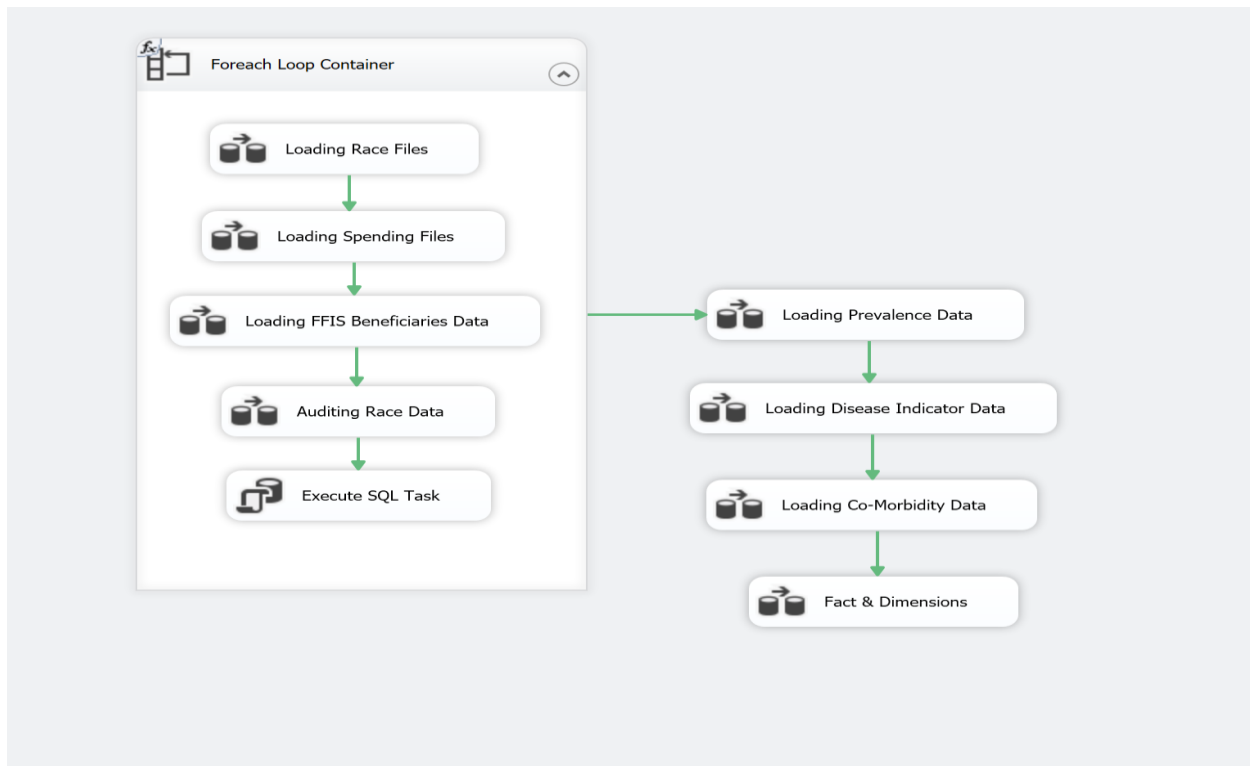 fx
Foreach Loop Container
Loading Race Files
Loading Spending Files
Loading FFIS Beneficiaries Data
Auditing Race Data
Execute SQL Task
Loading Prevalence Data
Loading Disease Indicator Data
Loading Co-Morbidity Data
Fact & Dimensions